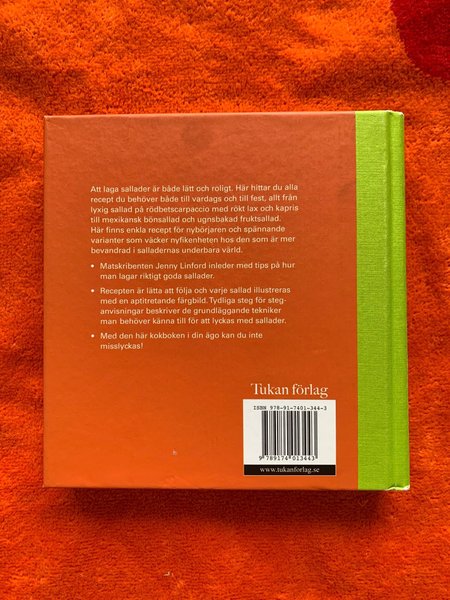 Att laga sallader är både lätt och roligt. Här hittar du alla
recept du behöver både till vardags och till fest, allt från
lyxig sallad på rödbetscarpaccio med rökt lax och kapris
till mexikansk bönsallad och ugnsbakad fruktsallad.
Här finns enkla recept för nybörjaren och spännande
varianter som väcker nyfikenheten hos den som är mer
bevandrad i salladernas underbara värld.
• Matskribenten Jenny Linford inleder med tips på hur
man lagar riktigt goda sallader.
• Recepten är lätta att följa och varje sallad illustreras
med en aptitretande färgbild. Tydliga steg för steg-
anvisningar beskriver de grundläggande tekniker
man behöver känna till för att lyckas med sallader.
• Med den här kokboken i din ägo kan du inte
misslyckas!
Tukan förlag
ISBN 978-91-7401-344-3
9 789174 013443
www.tukanforlag.se